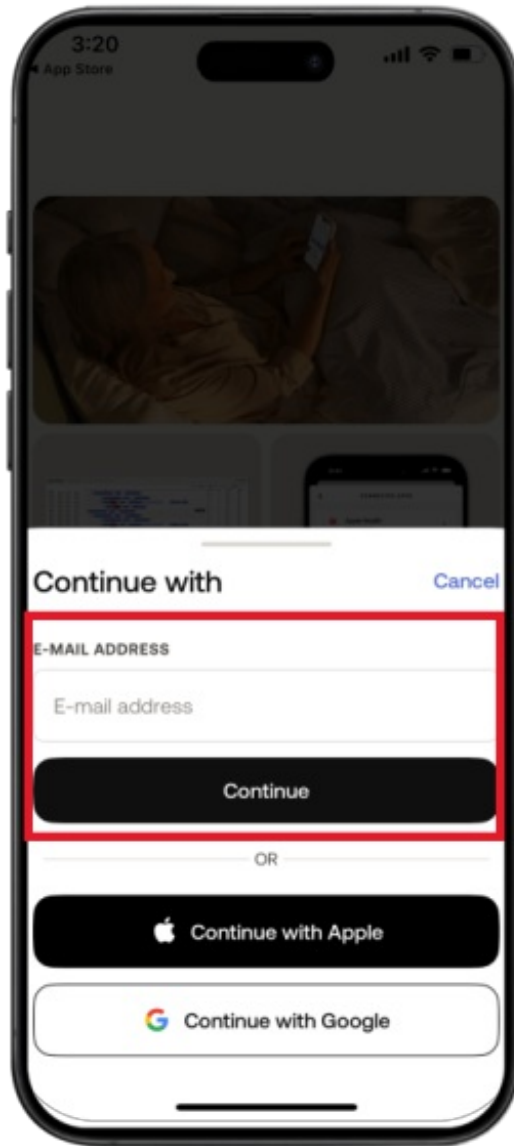 3:20
App Store
Continue with
Cancel
E-MAIL ADDRESS
E-mail address
Continue
OR
Continue with Apple
Continue with Google